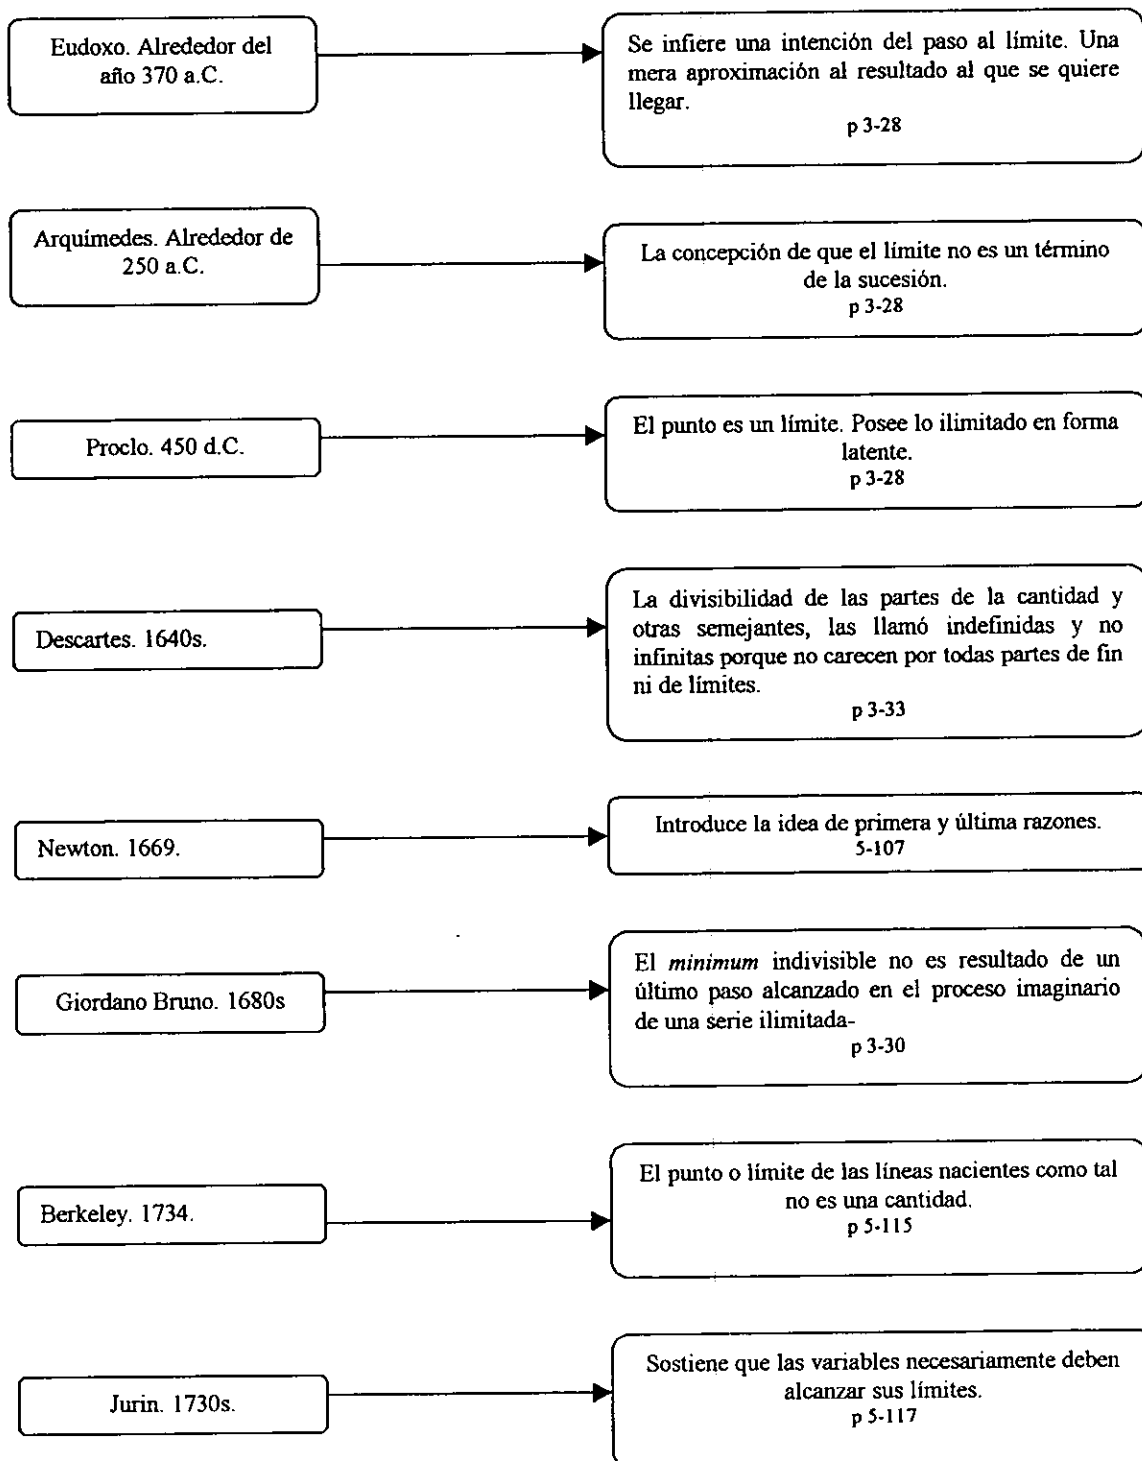 Eudoxo. Alrededor del
año 370 a.C.
Se infiere una intención del paso al límite. Una
mera aproximación al resultado al que se quiere
llegar.
p 3-28
Arquímedes. Alrededor de
250 a.C.
La concepción de que el límite no es un término
de la sucesión.
p 3-28
Proclo. 450 d.C.
El punto es un límite. Posee lo ilimitado en forma
latente.
p 3-28
Descartes. 1640s.
La divisibilidad de las partes de la cantidad y
otras semejantes, las llamó indefinidas y no
infinitas porque no carecen por todas partes de fin
ni de límites.
p 3-33
Newton. 1669.
Introduce la idea de primera y última razones.
5-107
Giordano Bruno. 1680s
El minimum indivisible no es resultado de un
último paso alcanzado en el proceso imaginario
de una serie ilimitada-
p 3-30
Berkeley. 1734.
El punto o límite de las líneas nacientes como tal
no es una cantidad.
p 5-115
Jurin. 1730s.
Sostiene que las variables necesariamente deben
alcanzar sus límites.
p 5-117